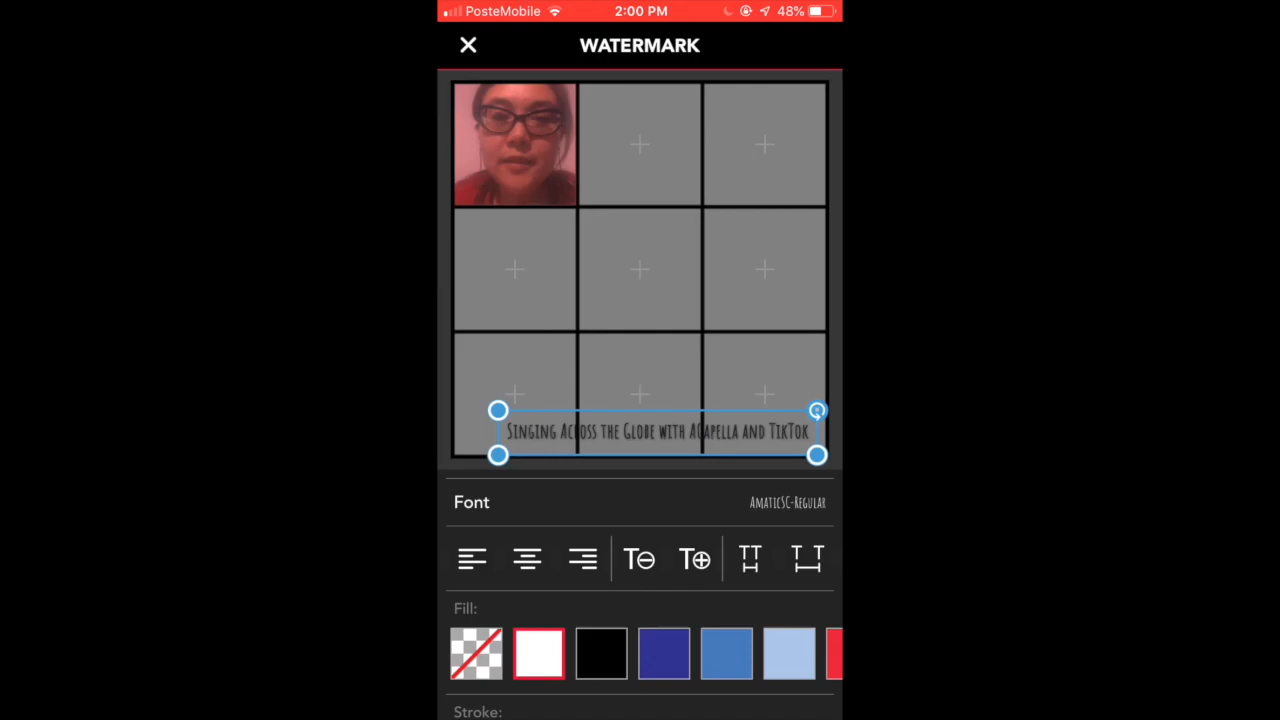 PosteMobile 2:00 PM 48%
WATERMARK
Singing Across the Globe with ACapella and TikTok
Font AmaticSC-Regular
Fill:
Stroke: